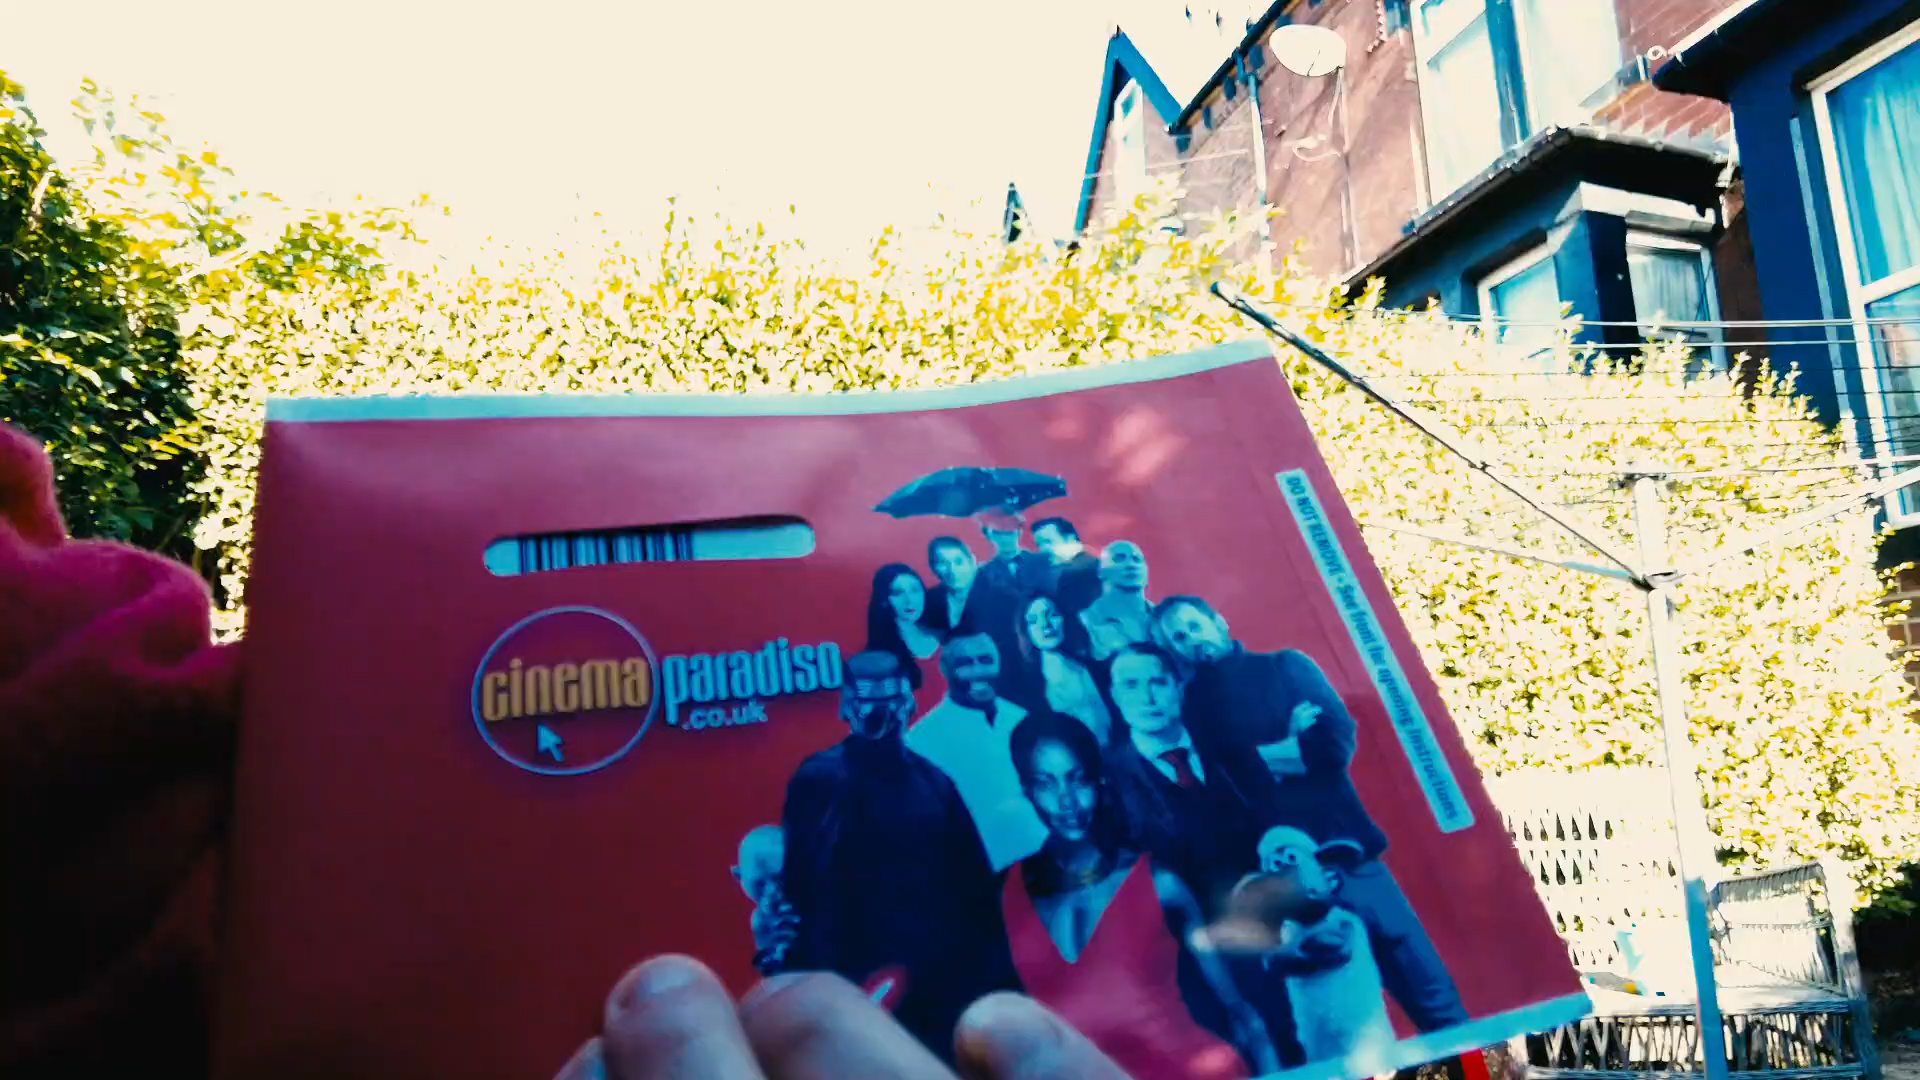 cinema paradiso
.co.uk
DO NOT REMOVE - See front for opening instructions